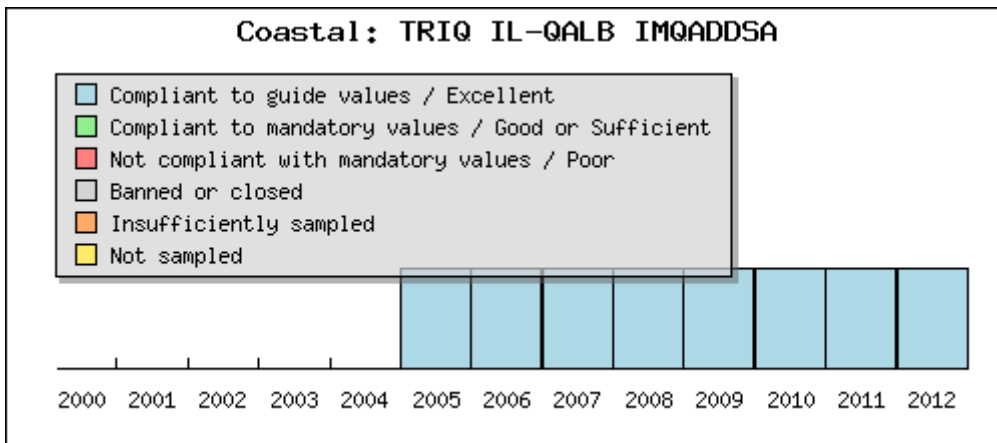 Coastal: TRIQ IL-QALB IMQADDSA
Compliant to guide values / Excellent
Compliant to mandatory values / Good or Sufficient
Not compliant with mandatory values / Poor
Banned or closed
Insufficiently sampled
Not sampled
2000 2001 2002 2003 2004 2005 2006 2007 2008 2009 2010 2011 2012